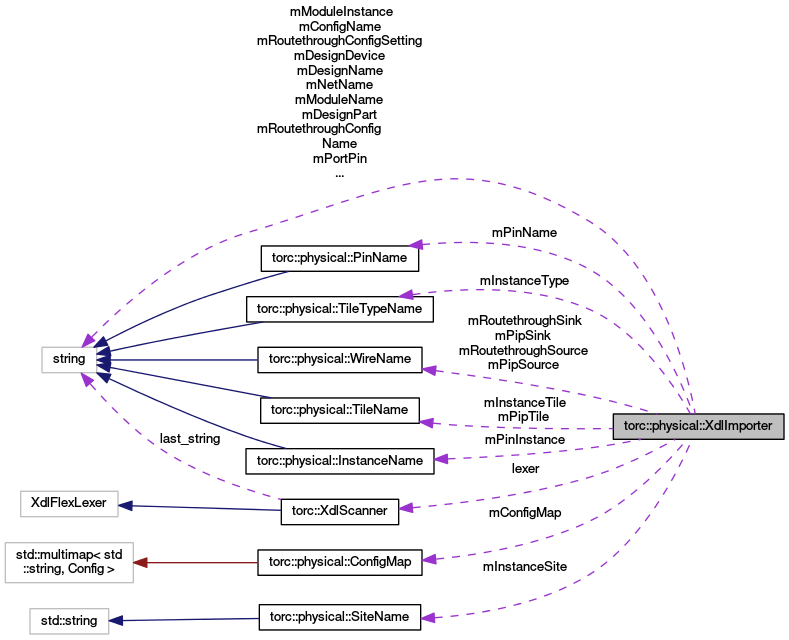 mModuleInstance
mConfigName
mRoutethroughConfigSetting
mDesignDevice
mDesignName
mNetName
mModuleName
mDesignPart
mRoutethroughConfig
Name
mPortPin
...
mPinName
torc::physical::PinName
mInstanceType
torc::physical::TileTypeName
mRoutethroughSink
mPipSink
mRoutethroughSource
mPipSource
string
torc::physical::WireName
mInstanceTile
mPipTile
torc::physical::TileName
torc::physical::XdlImporter
mPinInstance
last_string
torc::physical::InstanceName
lexer
XdlFlexLexer
torc::XdlScanner
mConfigMap
std::multimap< std
::string, Config >
torc::physical::ConfigMap
mInstanceSite
std::string
torc::physical::SiteName